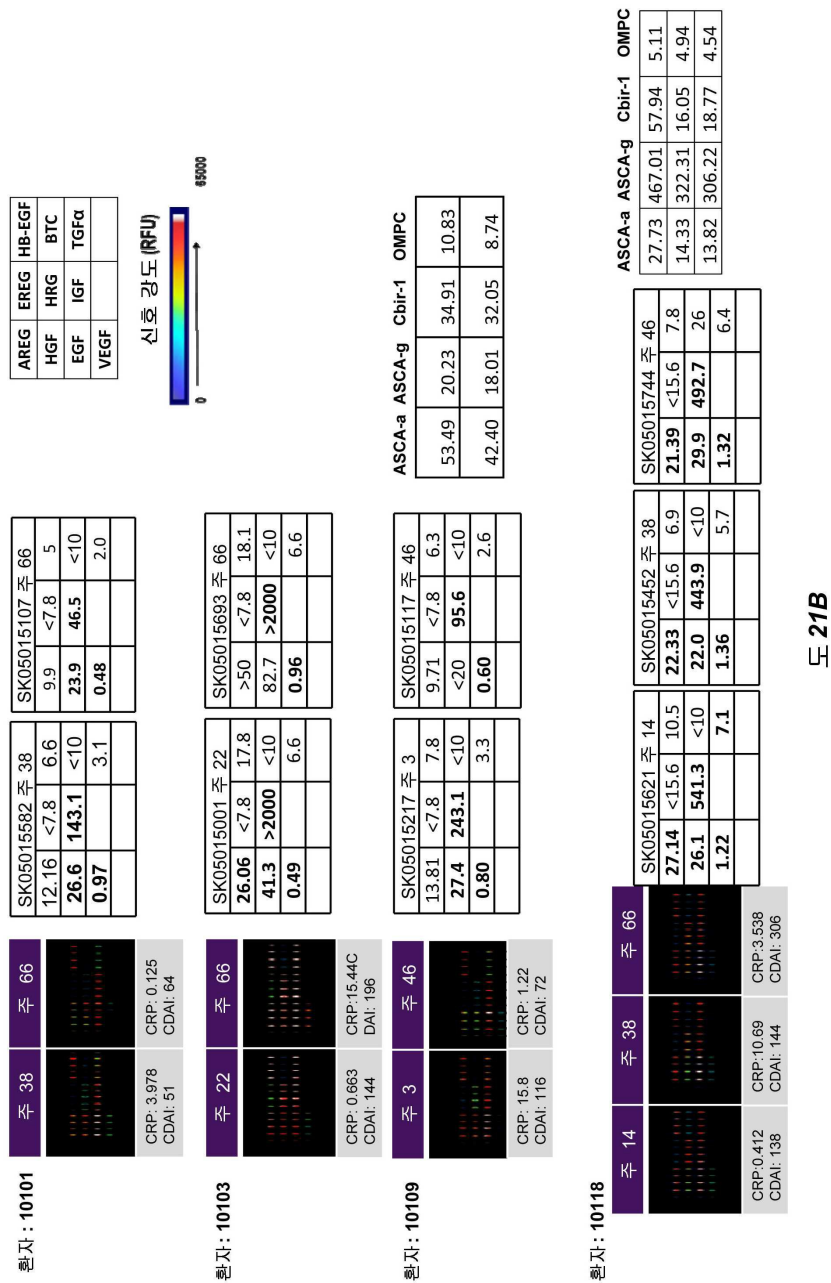 환자 : 10101
주 38 주 66
CRP: 3.978 CRP: 0.125
CDAI: 51 CDAI: 64
SK05015582 주 38
12.16 <7.8 6.6
26.6 143.1 <10
0.97 3.1
SK05015107 주 66
9.9 <7.8 5
23.9 46.5 <10
0.48 2.0
AREG EREG HB-EGF
HGF HRG BTC
EGF IGF TGFα
VEGF
신호 강도 (RFU)
0 65000
환자 : 10103
주 22 주 66
CRP: 0.663 CRP:15.44C
CDAI: 144 DAI: 196
SK05015001 주 22
26.06 <7.8 17.8
41.3 >2000 <10
0.49 6.6
SK05015693 주 66
>50 <7.8 18.1
82.7 >2000 <10
0.96 6.6
환자 : 10109
주 3 주 46
CRP: 15.8 CRP: 1.22
CDAI: 116 CDAI: 72
SK05015217 주 3
13.81 <7.8 7.8
27.4 243.1 <10
0.80 3.3
SK05015117 주 46
9.71 <7.8 6.3
<20 95.6 <10
0.60 2.6
ASCA-a ASCA-g Cbir-1 OMPC
53.49 20.23 34.91 10.83
42.40 18.01 32.05 8.74
환자 : 10118
주 14 주 38 주 66
CRP:0.412 CRP:10.69 CRP:3.538
CDAI: 138 CDAI: 144 CDAI: 306
SK05015621 주 14
27.14 <15.6 10.5
26.1 541.3 <10
1.22 7.1
SK05015452 주 38
22.33 <15.6 6.9
22.0 443.9 <10
1.36 5.7
SK05015744 주 46
21.39 <15.6 7.8
29.9 492.7 26
1.32 6.4
ASCA-a ASCA-g Cbir-1 OMPC
27.73 467.01 57.94 5.11
14.33 322.31 16.05 4.94
13.82 306.22 18.77 4.54
도 21B